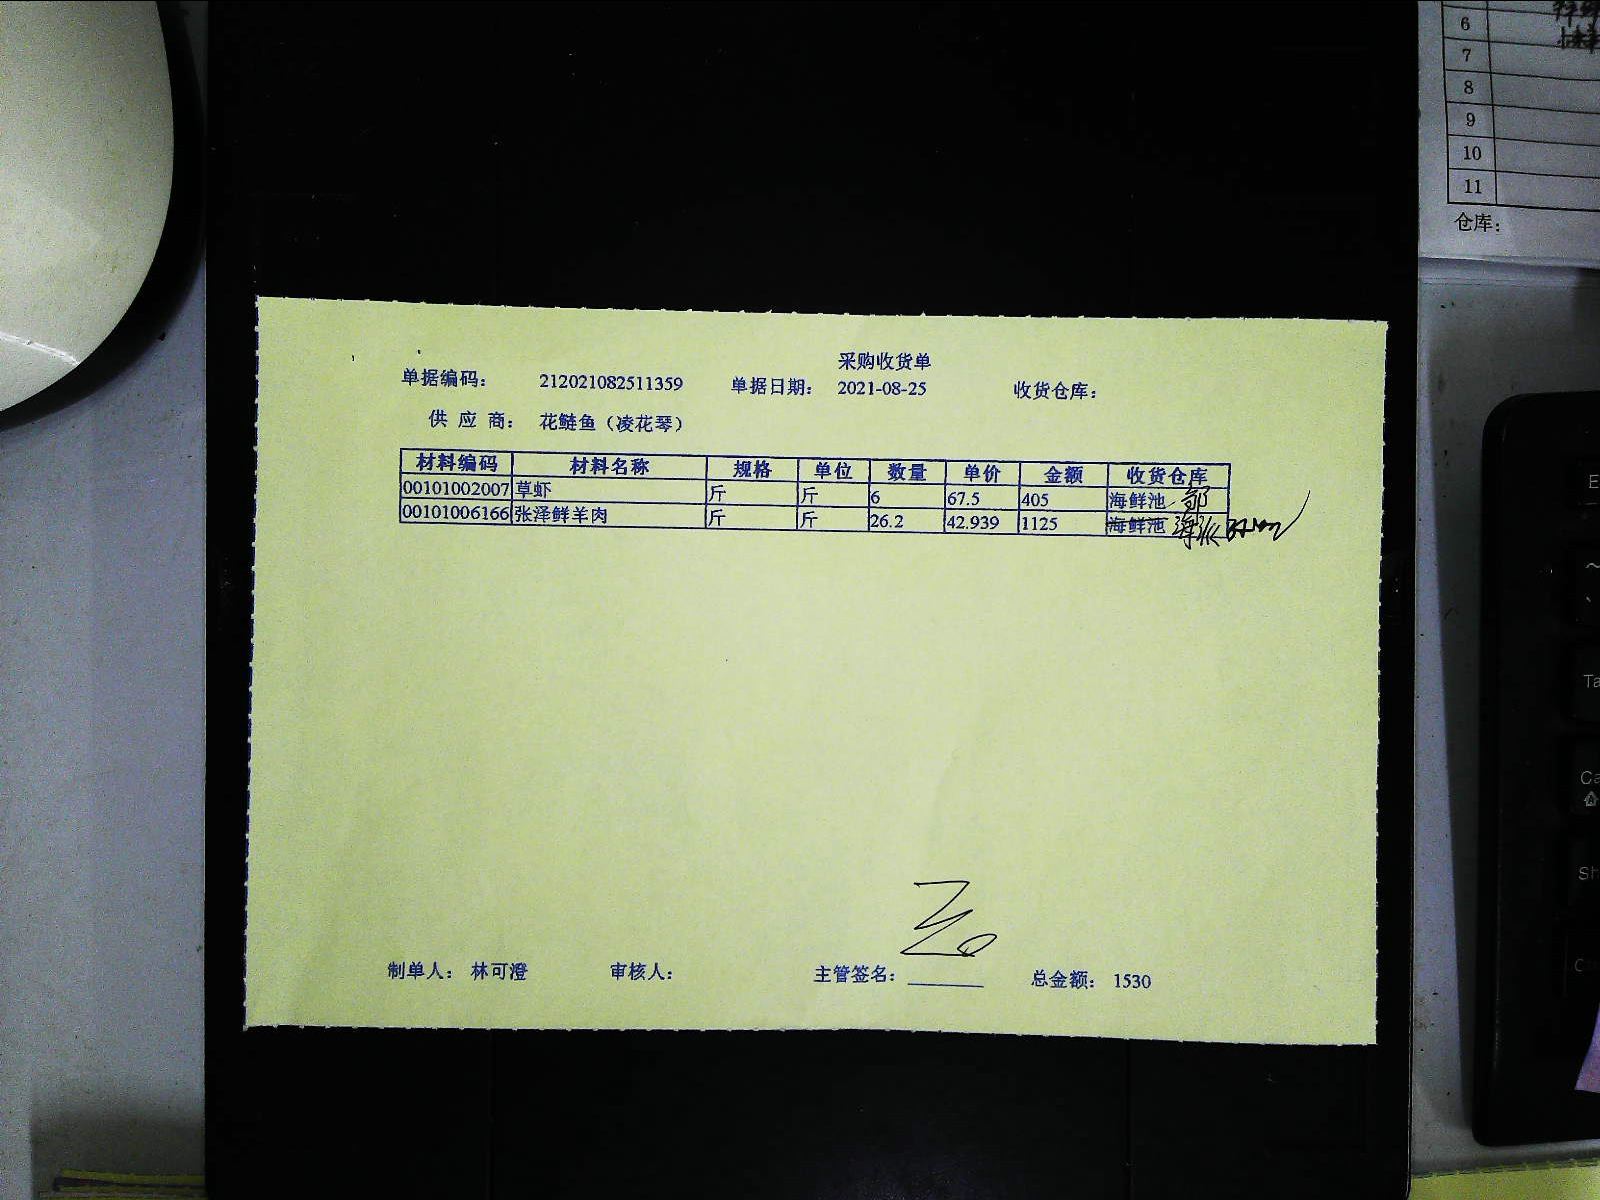 采购收货单
单据编码： 212021082511359 单据日期： 2021-08-25 收货仓库：
供 应 商： 花鲢鱼（凌花琴）
材料编码 材料名称 规格 单位 数量 单价 金额 收货仓库
00101002007 草虾 斤 斤 6 67.5 405 海鲜池
00101006166 张泽鲜羊肉 斤 斤 26.2 42.939 1125 海鲜池
制单人： 林可澄 审核人： 主管签名： 总金额： 1530
6
7
8
9
10
11
仓库：